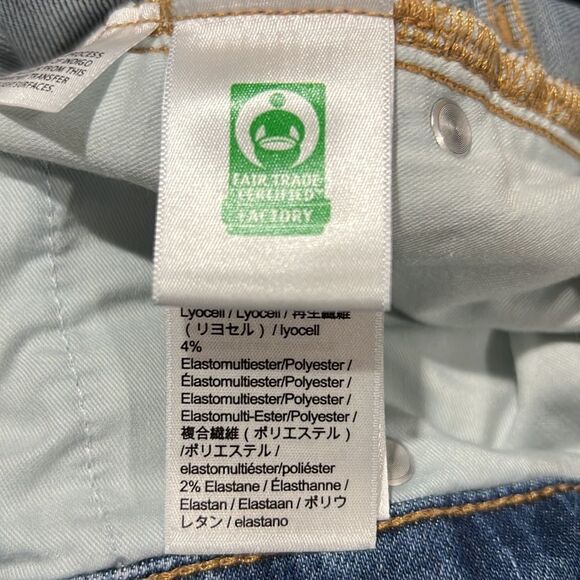 PROCESS
INDIGO
FROM THIS
TRANSFER
SURFACES.
FAIR TRADE
CERTIFIED
FACTORY
Lyocell / Lyocell / 再生繊維
(リヨセル) / lyocell
4%
Elastomultiester/Polyester /
Élastomultiester/Polyester /
Elastomultiester/Polyester /
Elastomulti-Ester/Polyester /
複合繊維(ポリエステル)
/ポリエステル /
elastomultiéster/poliéster
2% Elastane / Élasthanne /
Elastan / Elastaan / ポリウ
レタン / elastano